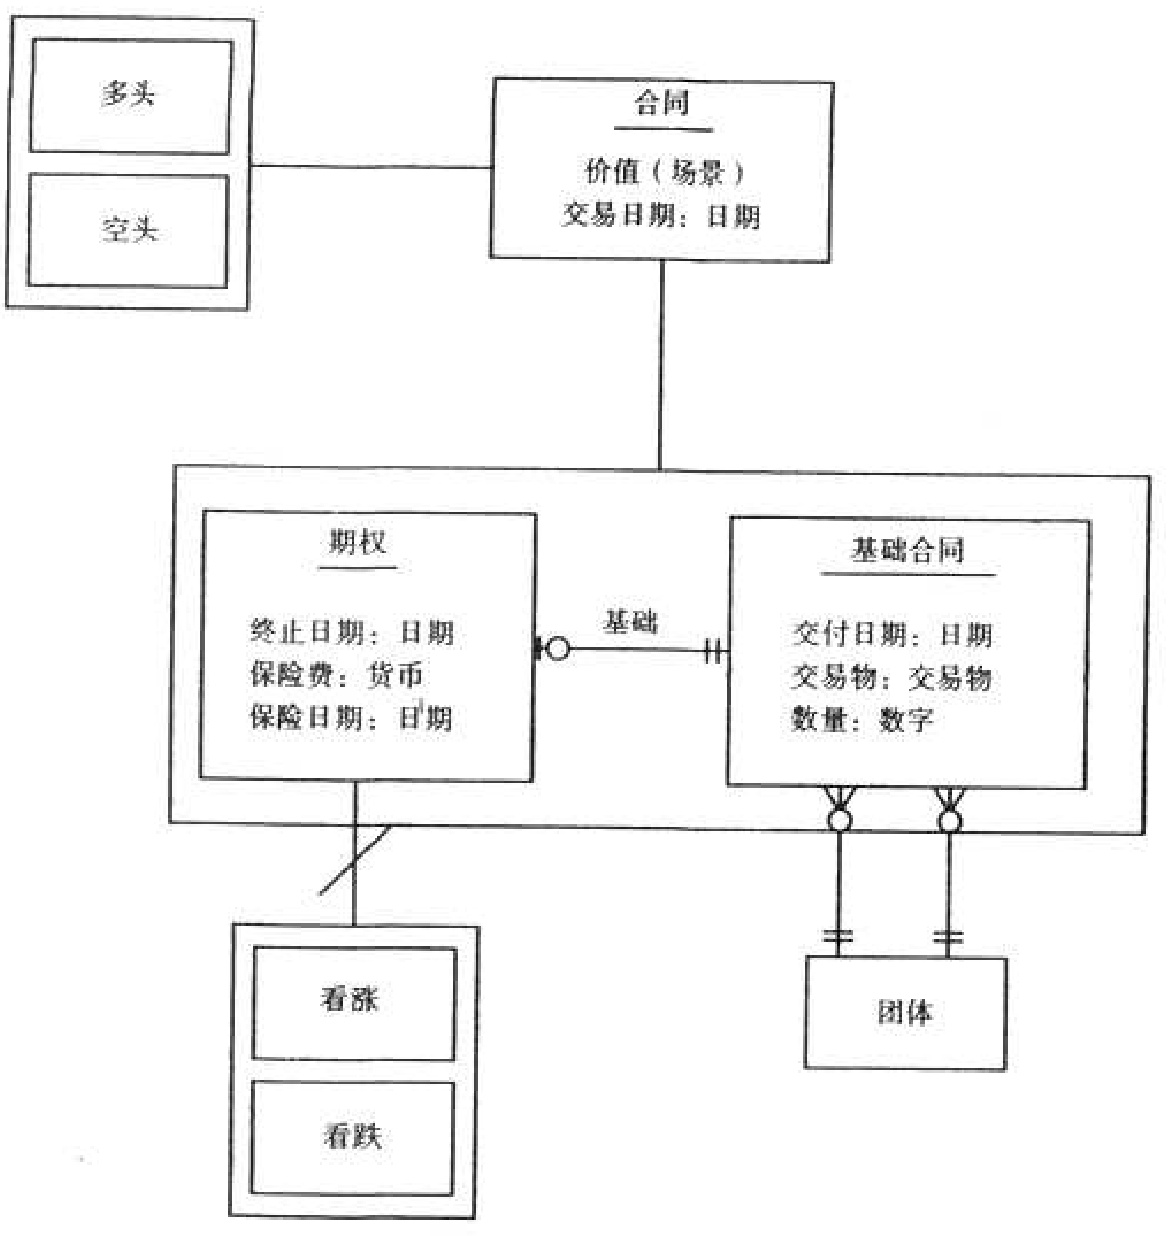 多头
空头
合同
价值（场景）
交易日期：日期
期权
终止日期：日期
保险费：货币
保险日期：日期
基础
基础合同
交付日期：日期
交易物：交易物
数量：数字
看涨
看跌
团体